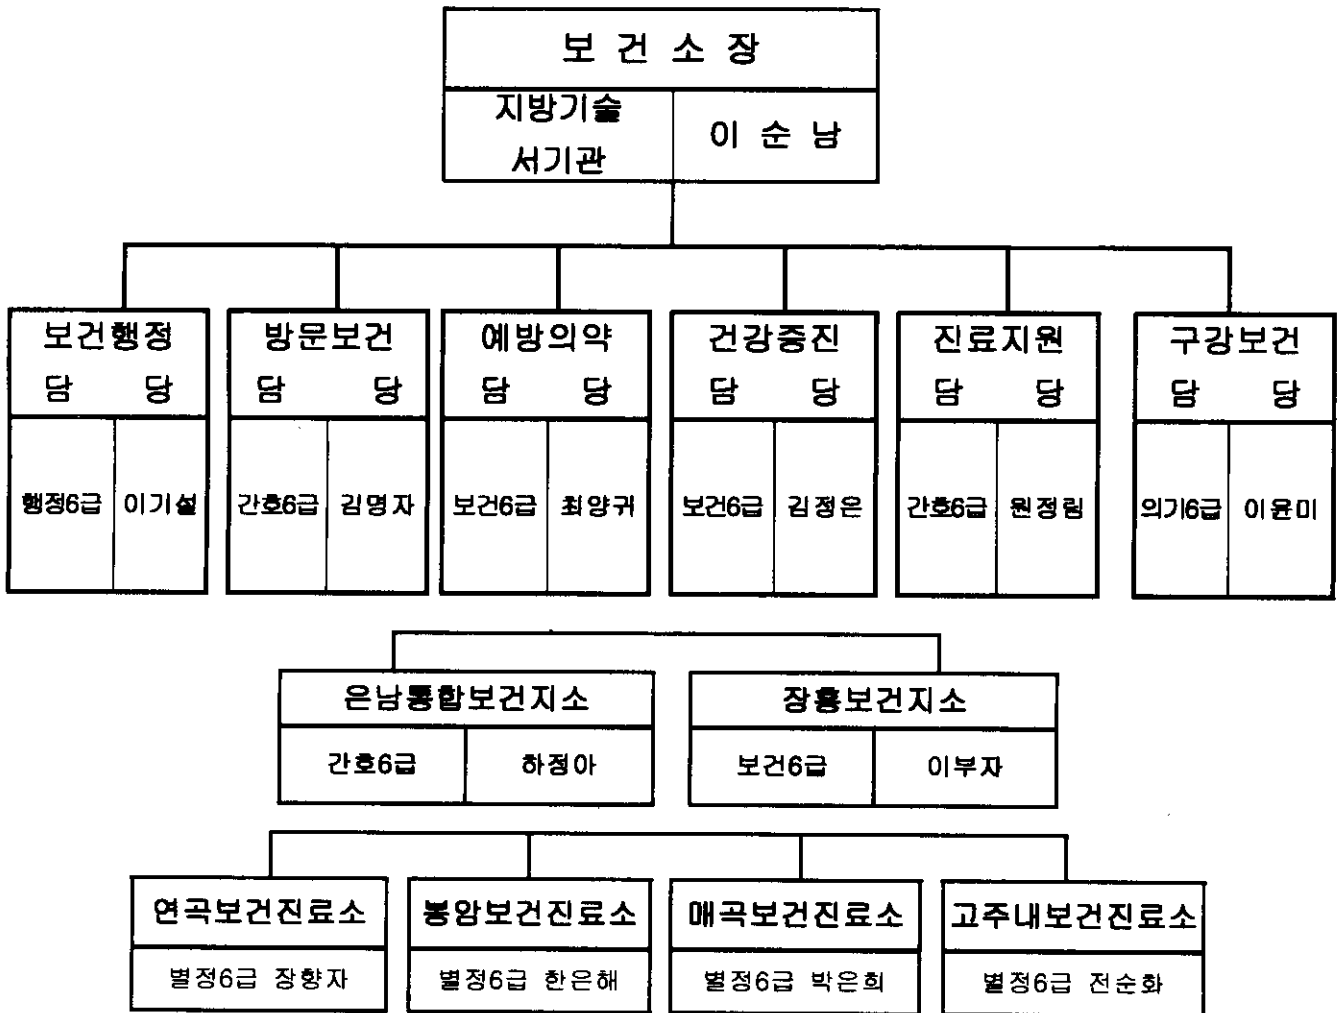 보 건 소 장
지방기술
서기관
이 순 남
보건행정
담 당
행정6급 이기설
방문보건
담 당
간호6급 김명자
예방의약
담 당
보건6급 최양귀
건강증진
담 당
보건6급 김정은
진료지원
담 당
간호6급 원정림
구강보건
담 당
의기6급 이윤미
은남통합보건지소
간호6급 하정아
장흥보건지소
보건6급 이부자
연곡보건진료소
별정6급 장향자
봉암보건진료소
별정6급 한은해
매곡보건진료소
별정6급 박은희
고주내보건진료소
별정6급 전순화